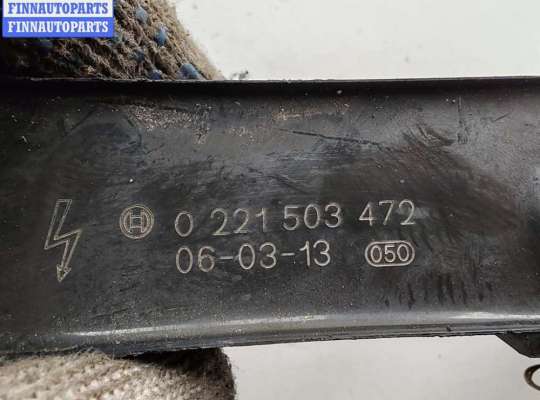 FINNAUTOPARTS
FINNAUTOPARTS
0 221 503 472
06-03-13 050